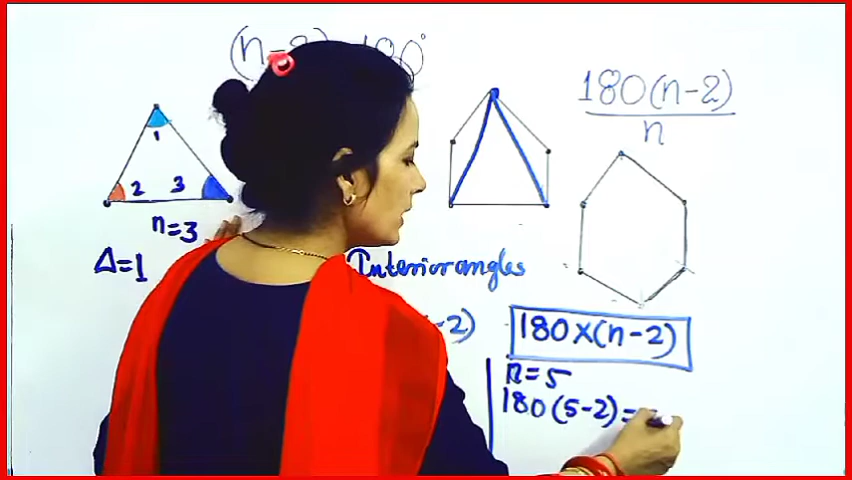 (n-2) 180°
180(n-2)
n
1
2 3
n=3
Δ=1
Interior angles
-2)
180×(n-2)
n=5
180(5-2)=